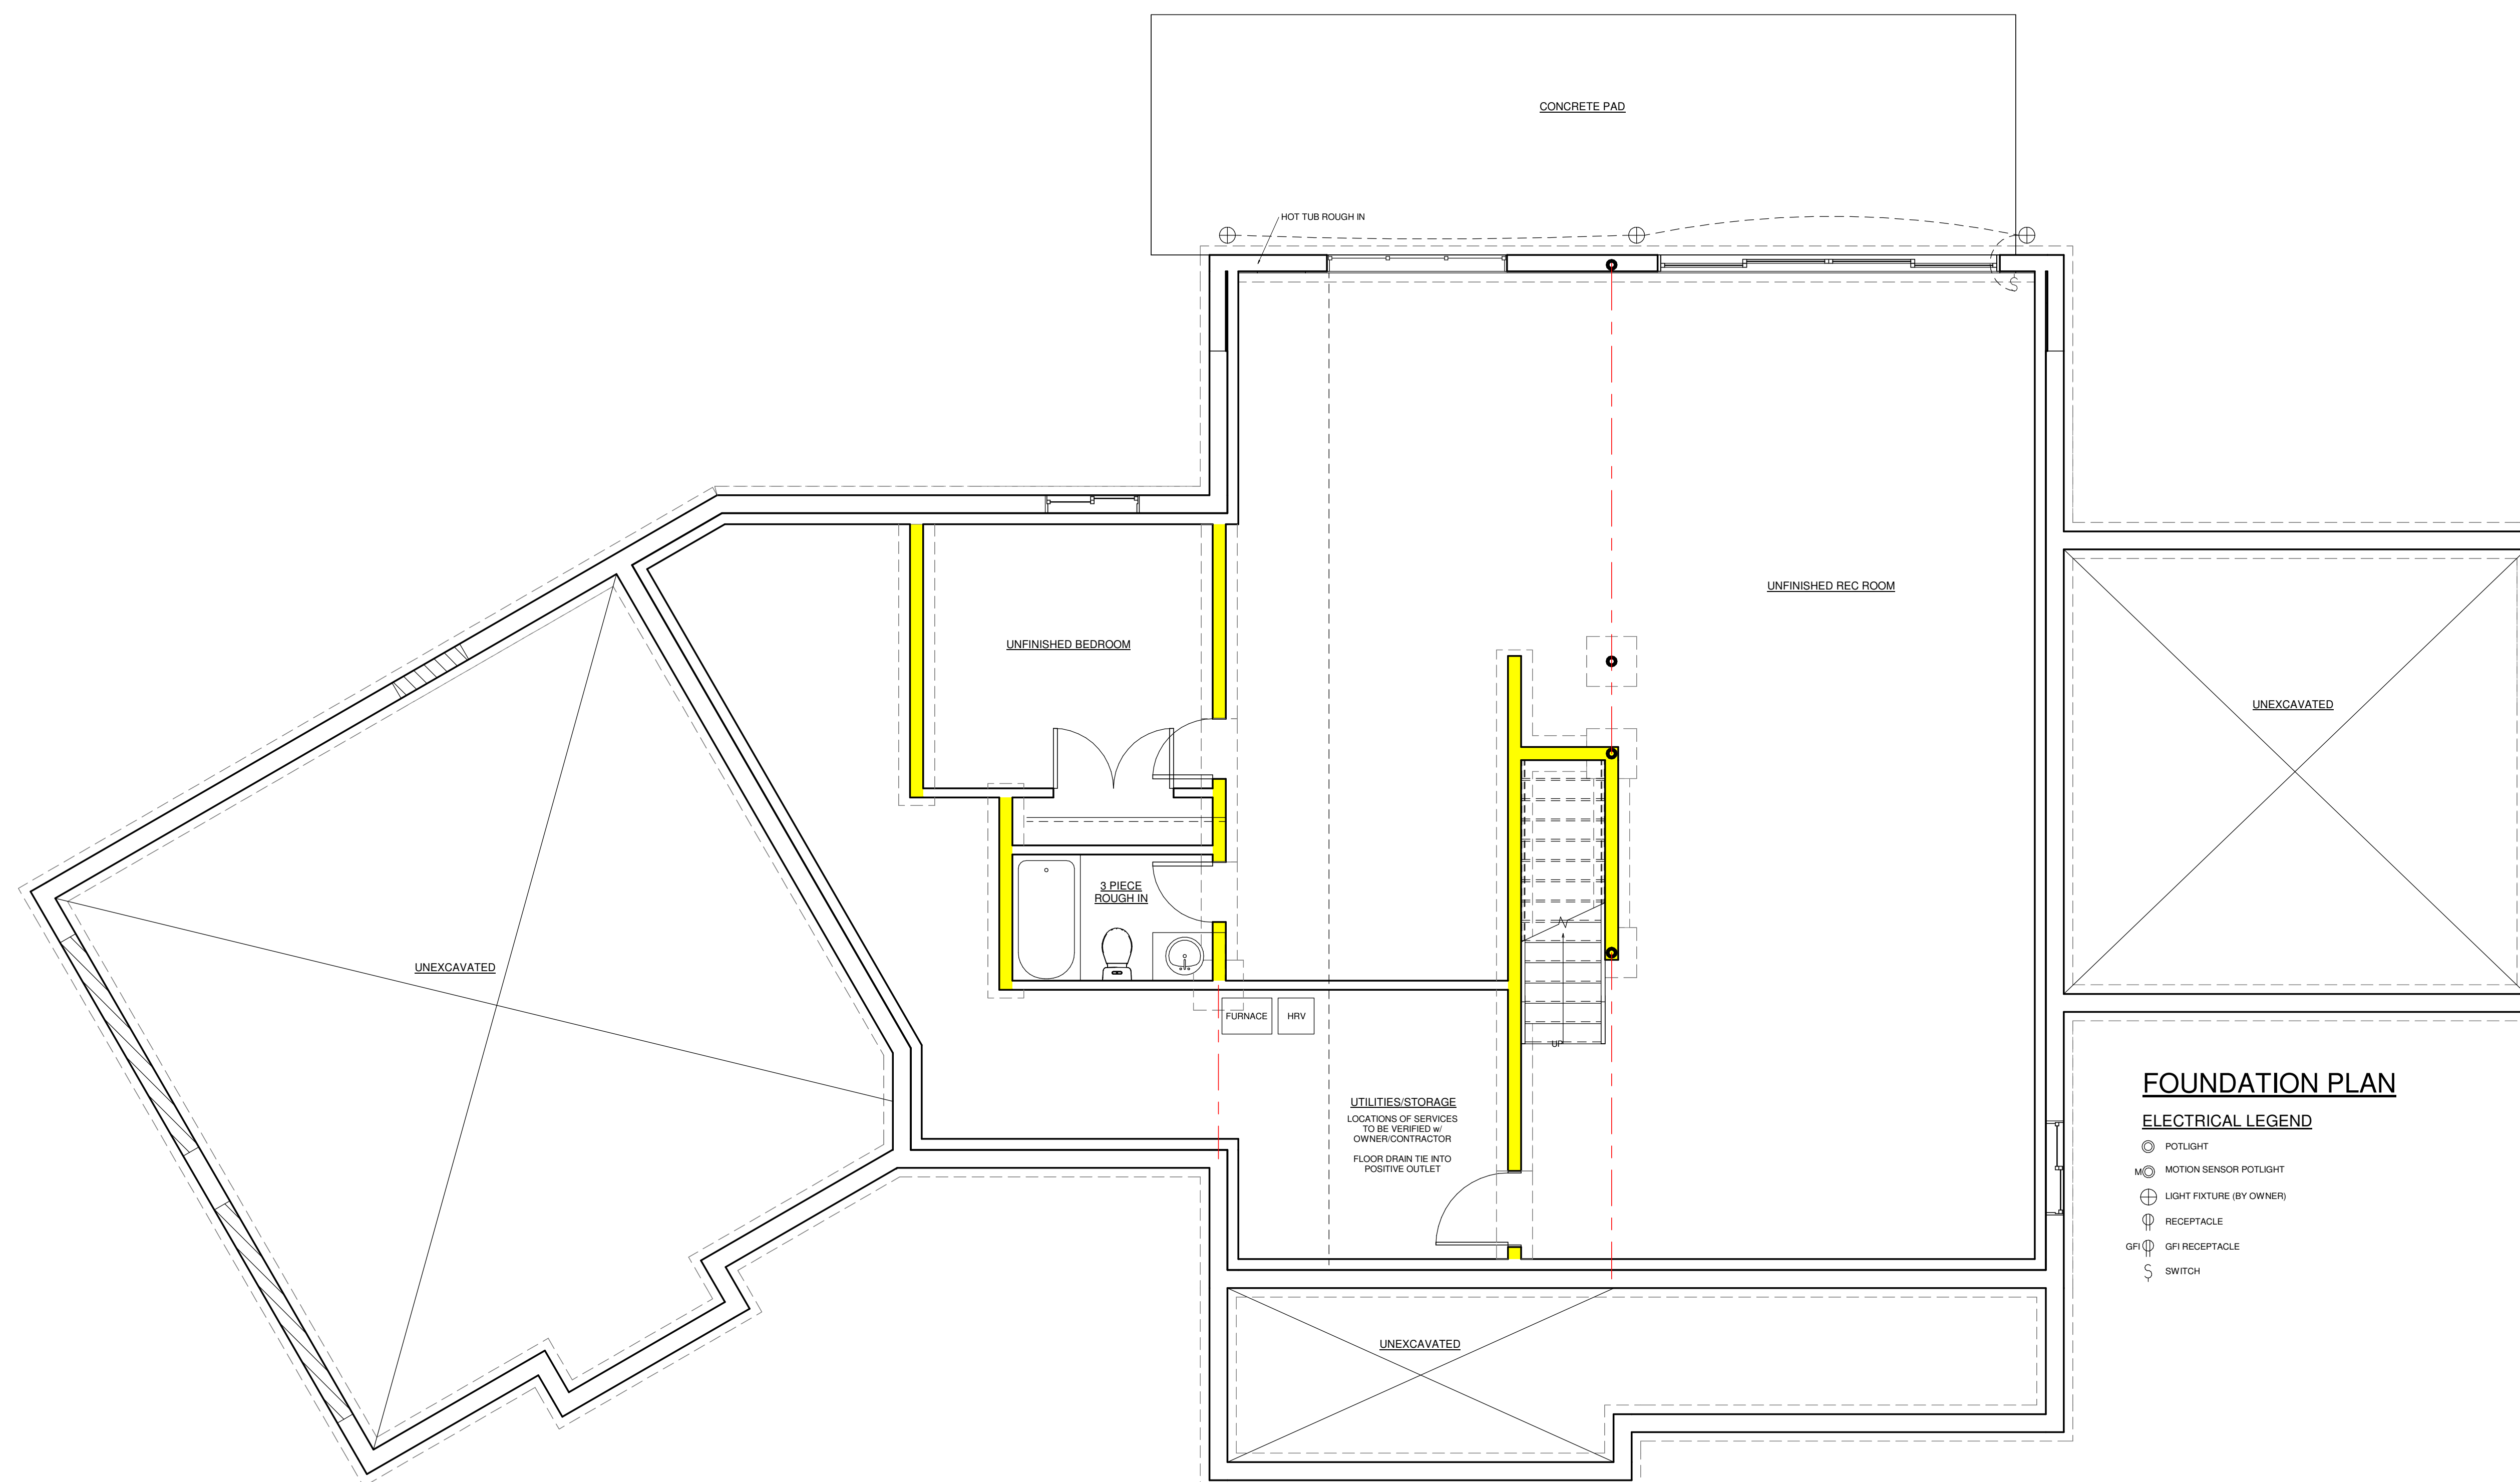 CONCRETE PAD
HOT TUB ROUGH IN
UNFINISHED REC ROOM
UNFINISHED BEDROOM
UNEXCAVATED
3 PIECE
ROUGH IN
UNEXCAVATED
FURNACE
HRV
UP
UTILITIES/STORAGE
LOCATIONS OF SERVICES
TO BE VERIFIED w/
OWNER/CONTRACTOR
FLOOR DRAIN TIE INTO
POSITIVE OUTLET
UNEXCAVATED
FOUNDATION PLAN
ELECTRICAL LEGEND
POTLIGHT
M MOTION SENSOR POTLIGHT
LIGHT FIXTURE (BY OWNER)
RECEPTACLE
GFI GFI RECEPTACLE
SWITCH